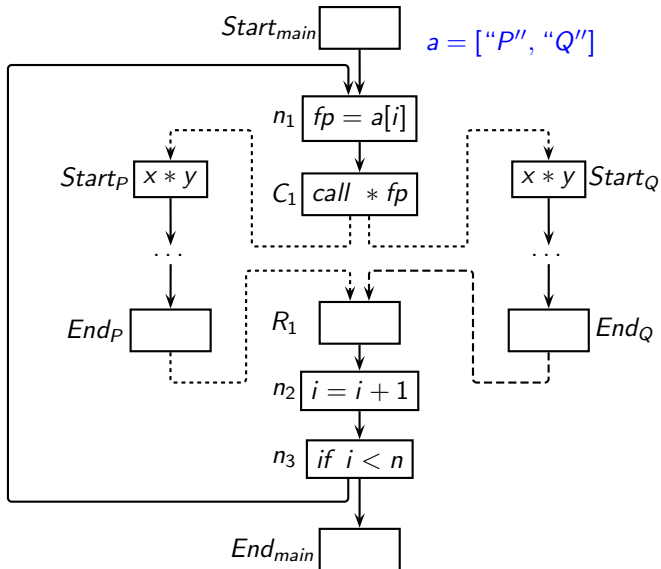 Start_main
a = [“P”, “Q”]
n_1 fp = a[i]
Start_P x ∗ y
C_1 call ∗ fp
x ∗ y Start_Q
...
...
End_P
R_1
End_Q
n_2 i = i + 1
n_3 if i < n
End_main